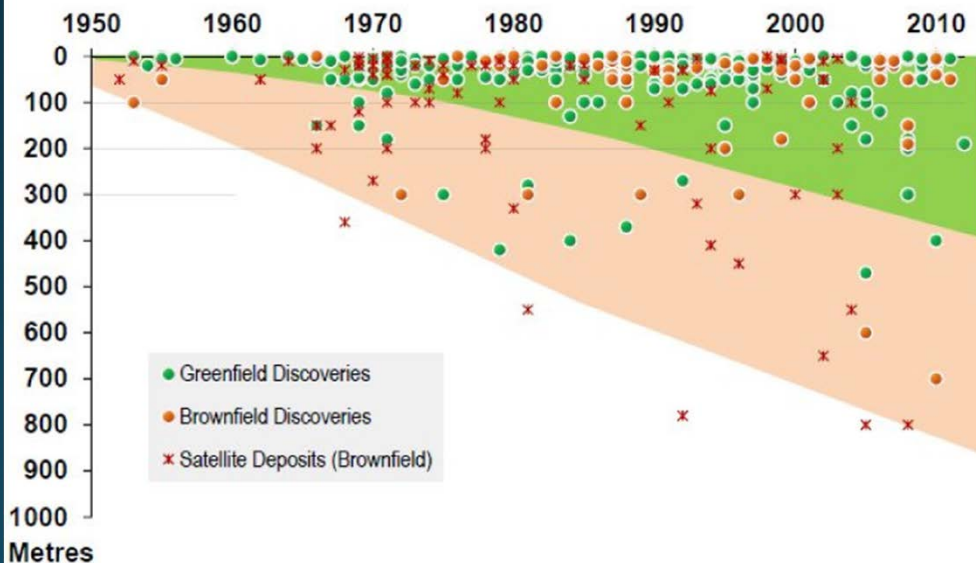 1950 1960 1970 1980 1990 2000 2010
0
100
200
300
400
500
600
700
800
900
1000
Metres
Greenfield Discoveries
Brownfield Discoveries
Satellite Deposits (Brownfield)